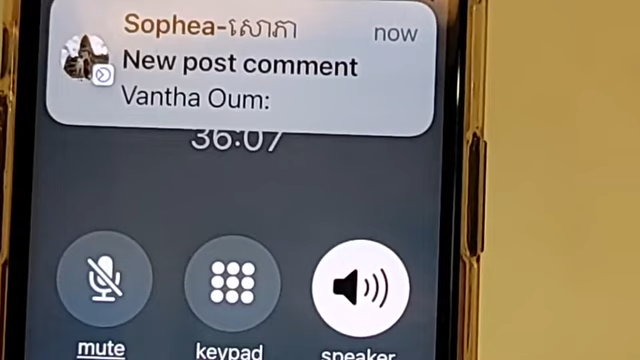 Sophea-សោភា
now
New post comment
Vantha Oum:
36:07
mute
keypad
speaker